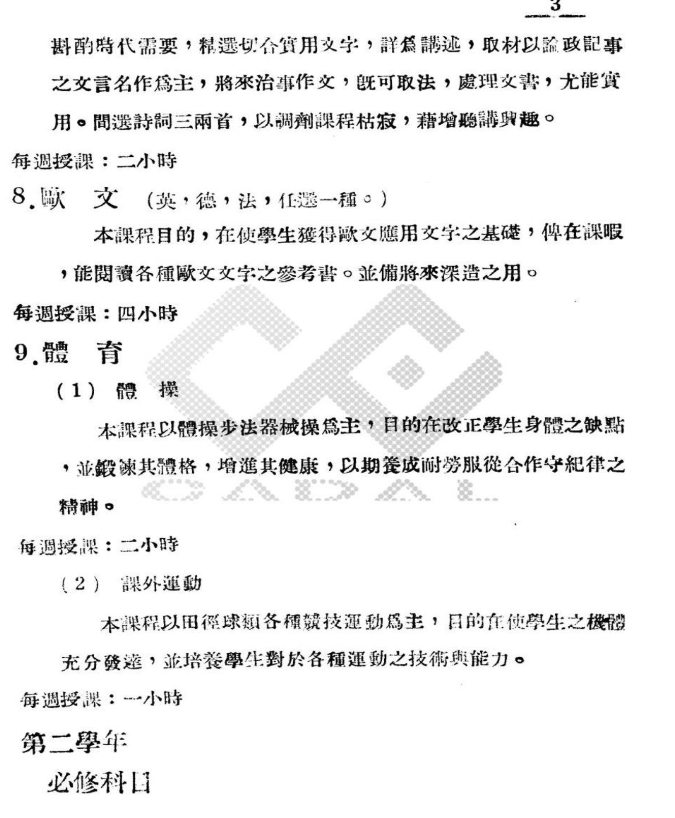 3
斟酌時代需要，精選切合實用文字，詳爲講述，取材以論政記事
之文言名作爲主，將來治事作文，旣可取法，處理文書，尤能實
用。間選詩詞三兩首，以調劑課程枯寂，藉增聽講興趣。
每週授課：二小時
8.歐　文　（英，德，法，任選一種。）
本課程目的，在使學生獲得歐文應用文字之基礎，俾在課暇
，能閱讀各種歐文文字之參考書。並備將來深造之用。
每週授課：四小時
9.體　育
（1）　體　操
本課程以體操步法器械操爲主，目的在改正學生身體之缺點
，並鍛鍊其體格，增進其健康，以期養成耐勞服從合作守紀律之
精神。
CADAL
每週授課：二小時
（2）　課外運動
本課程以田徑球類各種競技運動爲主，目的在使學生之機體
充分發達，並培養學生對於各種運動之技術與能力。
每週授課：一小時
第二學年
必修科目